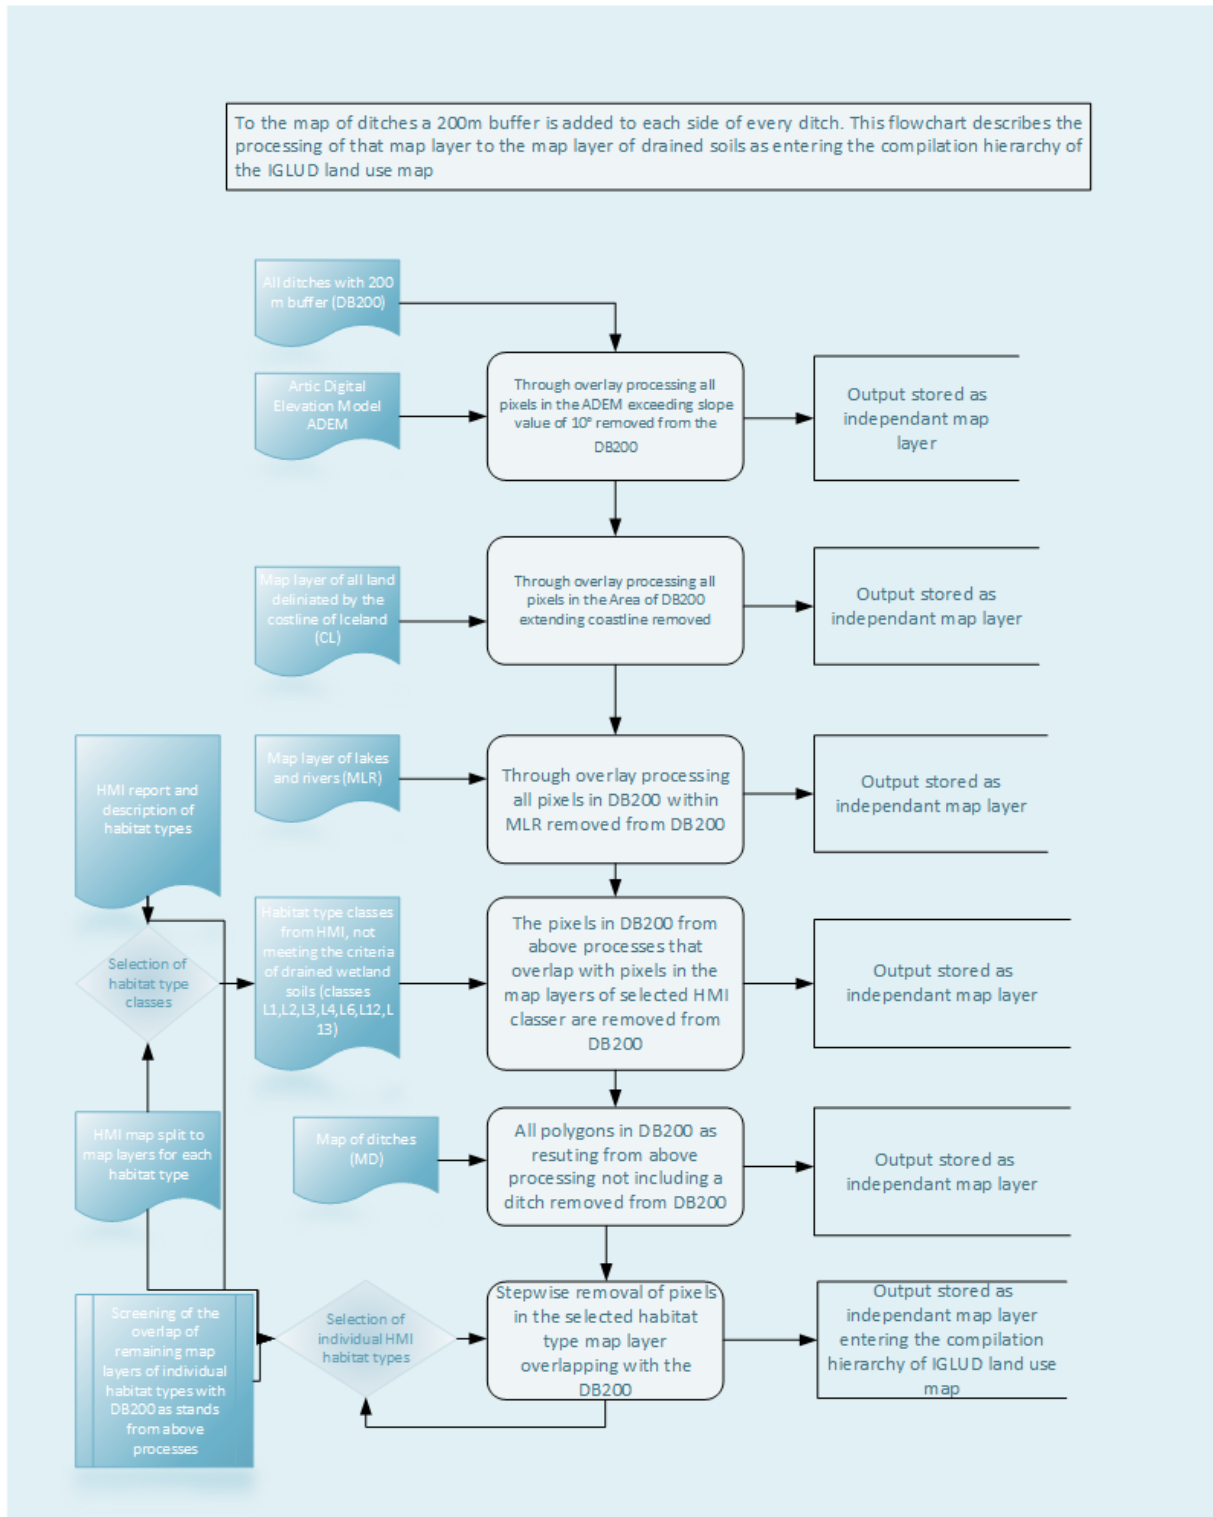 To the map of ditches a 200m buffer is added to each side of every ditch. This flowchart describes the
processing of that map layer to the map layer of drained soils as entering the compilation hierarchy of
the IGLUD land use map
All ditches with 200
m buffer (DB200)
Artic Digital
Elevation Model
ADEM
Through overlay processing all
pixels in the ADEM exceeding slope
value of 10° removed from the
DB200
Output stored as
independant map
layer
Map layer of all land
deliniated by the
costline of Iceland
(CL)
Through overlay processing all
pixels in the Area of DB200
extending coastline removed
Output stored as
independant map layer
HMI report and
description of
habitat types
Map layer of lakes
and rivers (MLR)
Through overlay processing
all pixels in DB200 within
MLR removed from DB200
Output stored as
independant map layer
Selection of
habitat type
classes
Habitat type classes
from HMI, not
meeting the criteria
of drained wetland
soils (classes
L1,L2,L3,L4,L6,L12,L
13)
The pixels in DB200 from
above processes that
overlap with pixels in the
map layers of selected HMI
classer are removed from
DB200
Output stored as
independant map layer
HMI map split to
map layers for each
habitat type
Map of ditches
(MD)
All polygons in DB200 as
resuting from above
processing not including a
ditch removed from DB200
Output stored as
independant map layer
Screening of the
overlap of
remaining map
layers of individual
habitat types with
DB200 as stands
from above
processes
Selection of
individual HMI
habitat types
Stepwise removal of pixels
in the selected habitat
type map layer
overlapping with the
DB200
Output stored as
independant map layer
entering the compilation
hierarchy of IGLUD land use
map